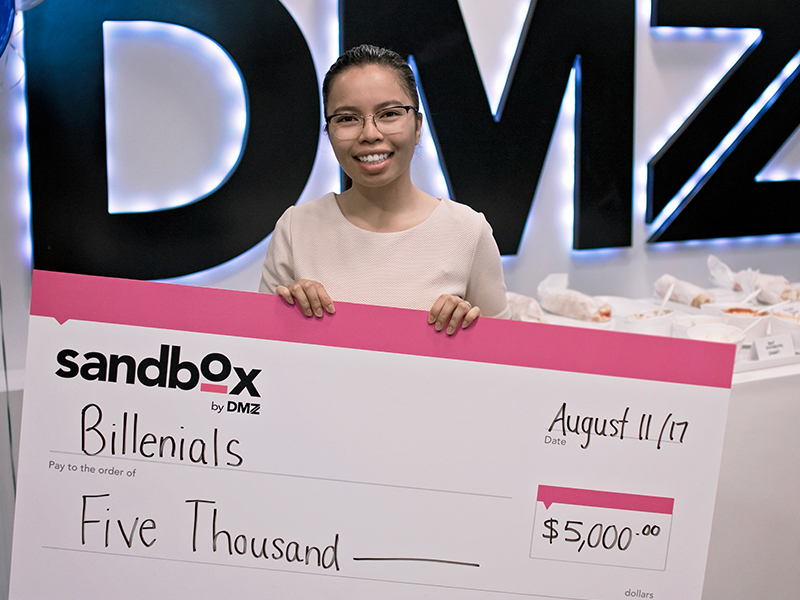 DMZ
sandbox
by DMZ
Billenials
August 11/17
Date
Pay to the order of
Five Thousand
$5,000.00
dollars